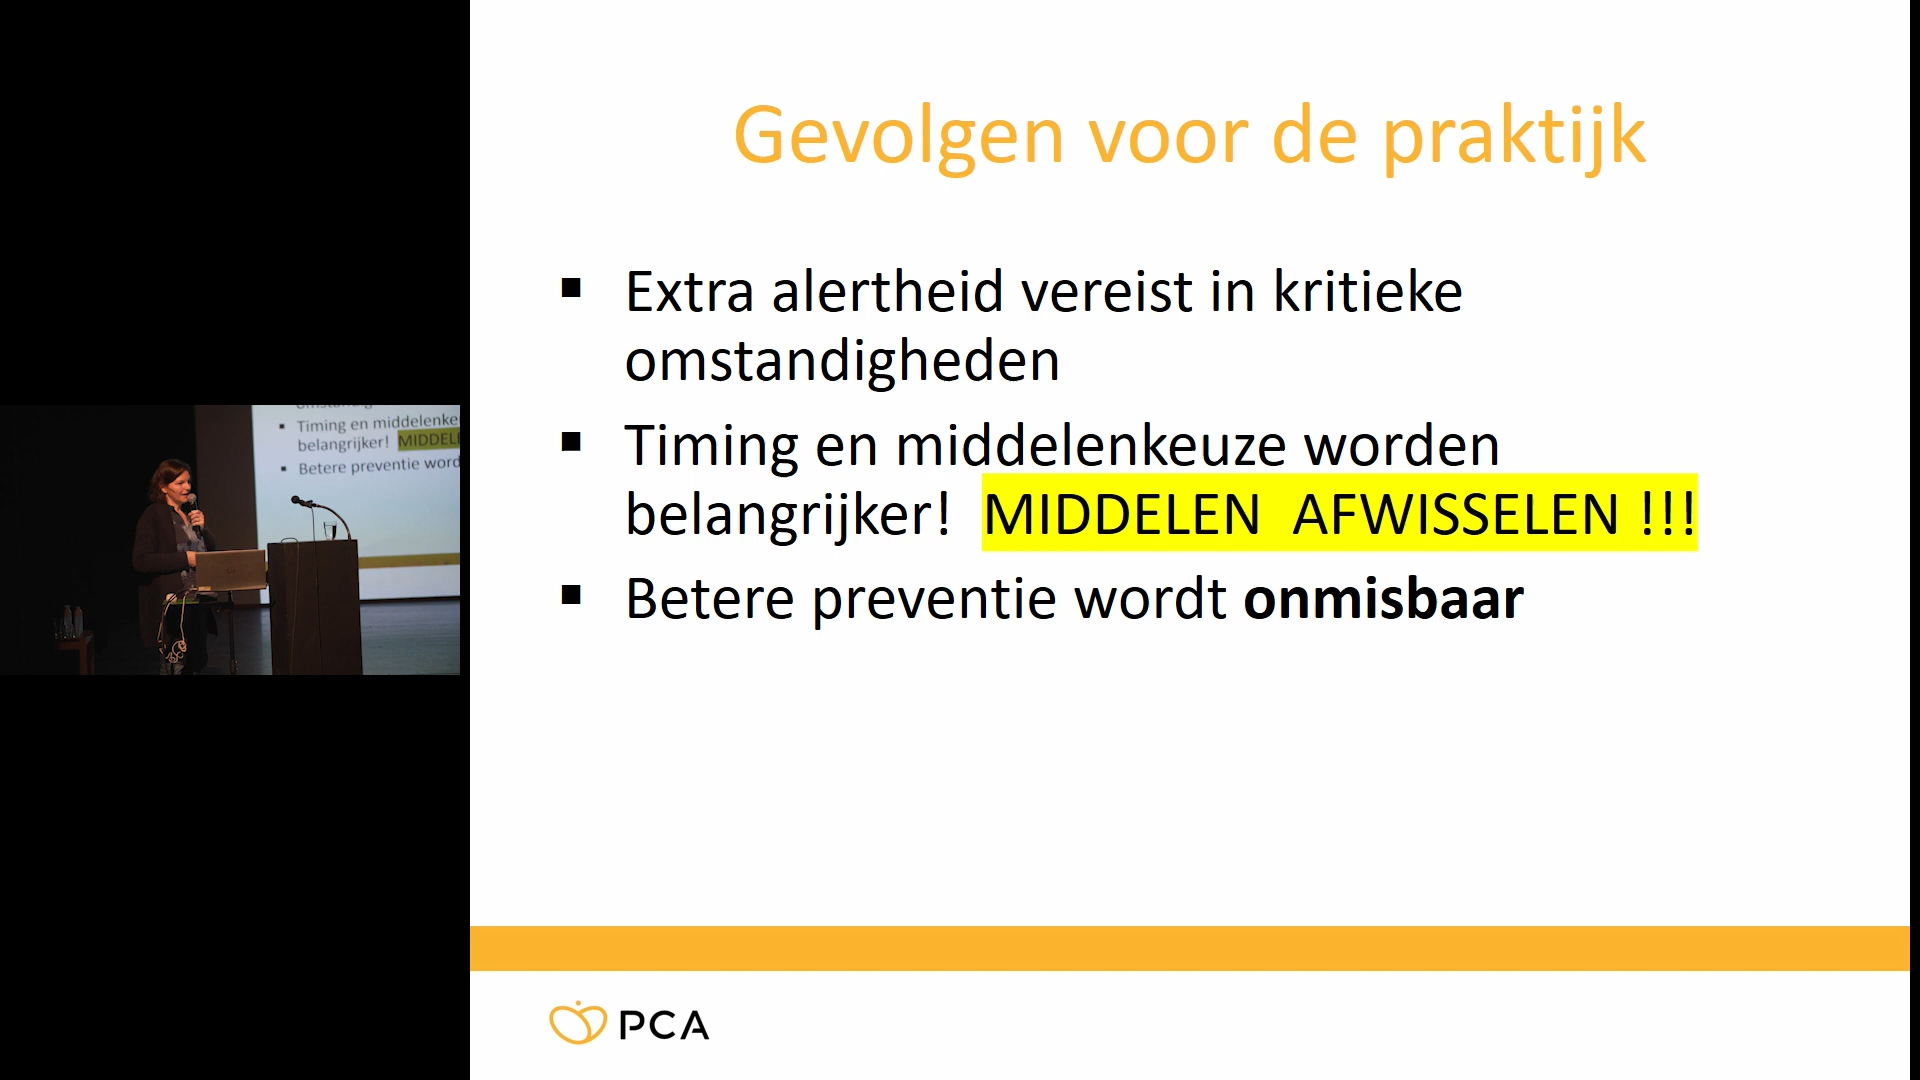 Gevolgen voor de praktijk
▪ Extra alertheid vereist in kritieke
omstandigheden
▪ Timing en middelenkeuze worden
belangrijker! MIDDELEN AFWISSELEN !!!
▪ Betere preventie wordt onmisbaar
PCA
▪ Timing en middelenke
belangrijker! MIDDEL
▪ Betere preventie word